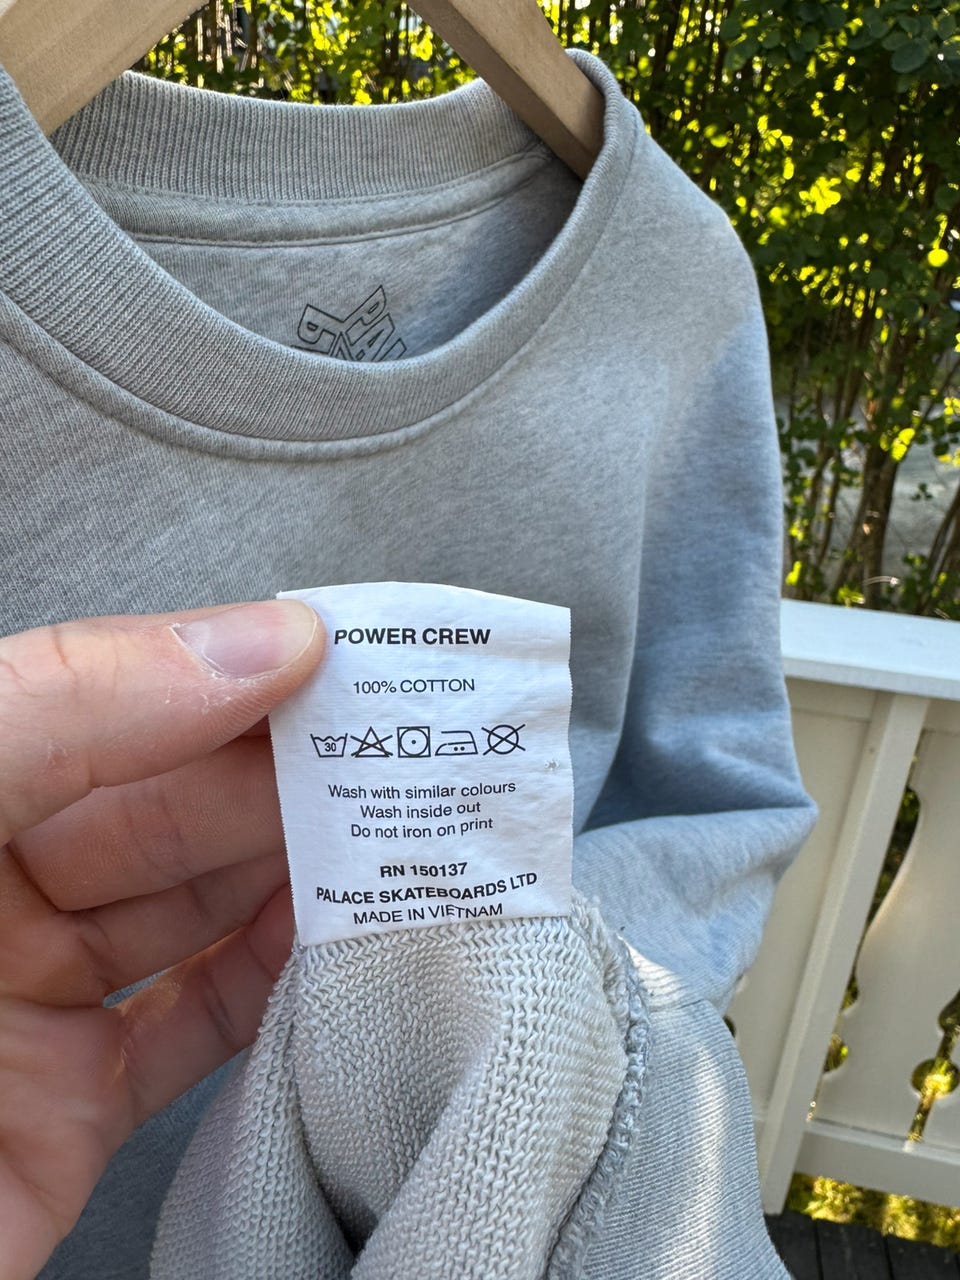 POWER CREW
100% COTTON
30
Wash with similar colours
Wash inside out
Do not iron on print
RN 150137
PALACE SKATEBOARDS LTD
MADE IN VIETNAM